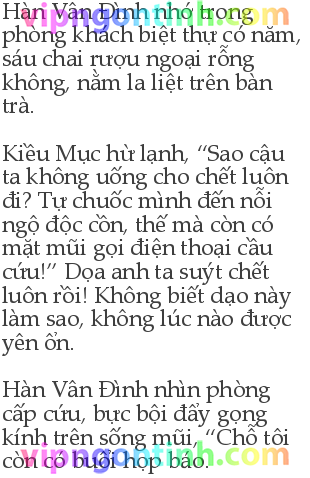 Hàn Vân Đình nhớ trong
phòng khách biệt thự có năm,
sáu chai rượu ngoại rỗng
không, nằm la liệt trên bàn
trà.

Kiều Mục hừ lạnh, “Sao cậu
ta không uống cho chết luôn
đi? Tự chuốc mình đến nỗi
ngộ độc cồn, thế mà còn có
mặt mũi gọi điện thoại cầu
cứu!” Dọa anh ta suýt chết
luôn rồi! Không biết dạo này
làm sao, không lúc nào được
yên ổn.

Hàn Vân Đình nhìn phòng
cấp cứu, bực bội đẩy gọng
kính trên sống mũi, “Chỗ tôi
còn có buổi họp báo.
vipngontinh.com
vipngontinh.com
vipngontinh.com